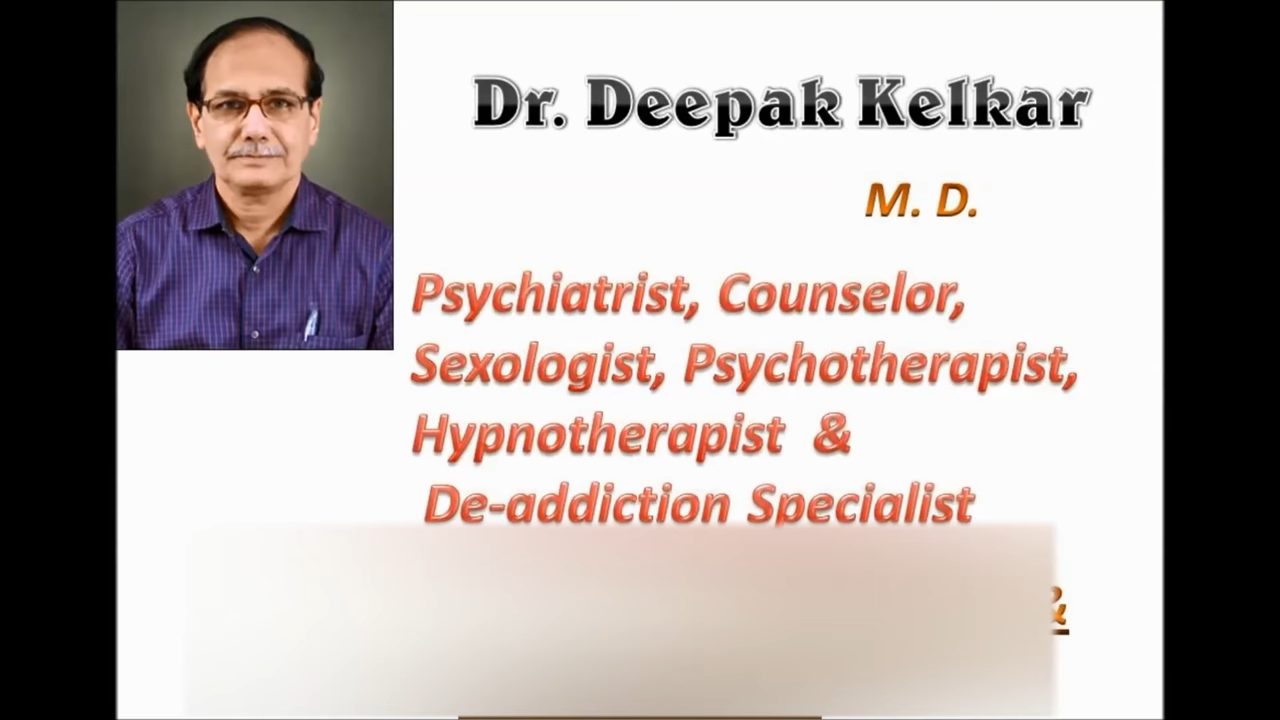 Dr. Deepak Kelkar
M. D.
Psychiatrist, Counselor,
Sexologist, Psychotherapist,
Hypnotherapist &
De-addiction Specialist
&